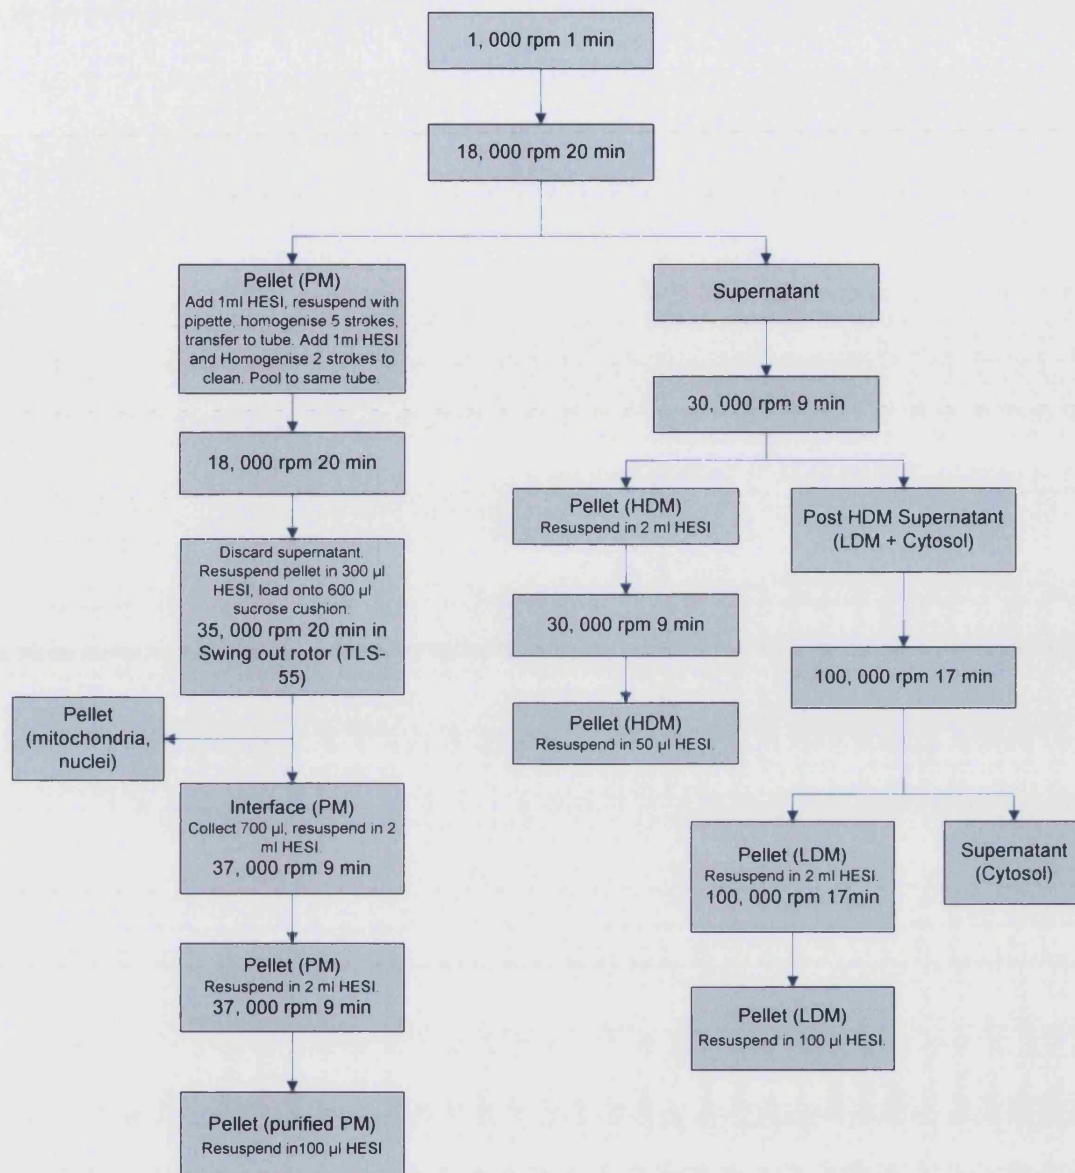 1, 000 rpm 1 min
18, 000 rpm 20 min
Pellet (PM)
Add 1ml HESI, resuspend with
pipette, homogenise 5 strokes,
transfer to tube. Add 1ml HESI
and Homogenise 2 strokes to
clean. Pool to same tube.
18, 000 rpm 20 min
Discard supernatant.
Resuspend pellet in 300 µl
HESI, load onto 600 µl
sucrose cushion.
35, 000 rpm 20 min in
Swing out rotor (TLS-
55)
Pellet
(mitochondria,
nuclei)
Interface (PM)
Collect 700 µl, resuspend in 2
ml HESI.
37, 000 rpm 9 min
Pellet (PM)
Resuspend in 2 ml HESI.
37, 000 rpm 9 min
Pellet (purified PM)
Resuspend in100 µl HESI
Supernatant
30, 000 rpm 9 min
Pellet (HDM)
Resuspend in 2 ml HESI
30, 000 rpm 9 min
Pellet (HDM)
Resuspend in 50 µl HESI.
Post HDM Supernatant
(LDM + Cytosol)
100, 000 rpm 17 min
Pellet (LDM)
Resuspend in 2 ml HESI.
100, 000 rpm 17min
Pellet (LDM)
Resuspend in 100 µl HESI.
Supernatant
(Cytosol)